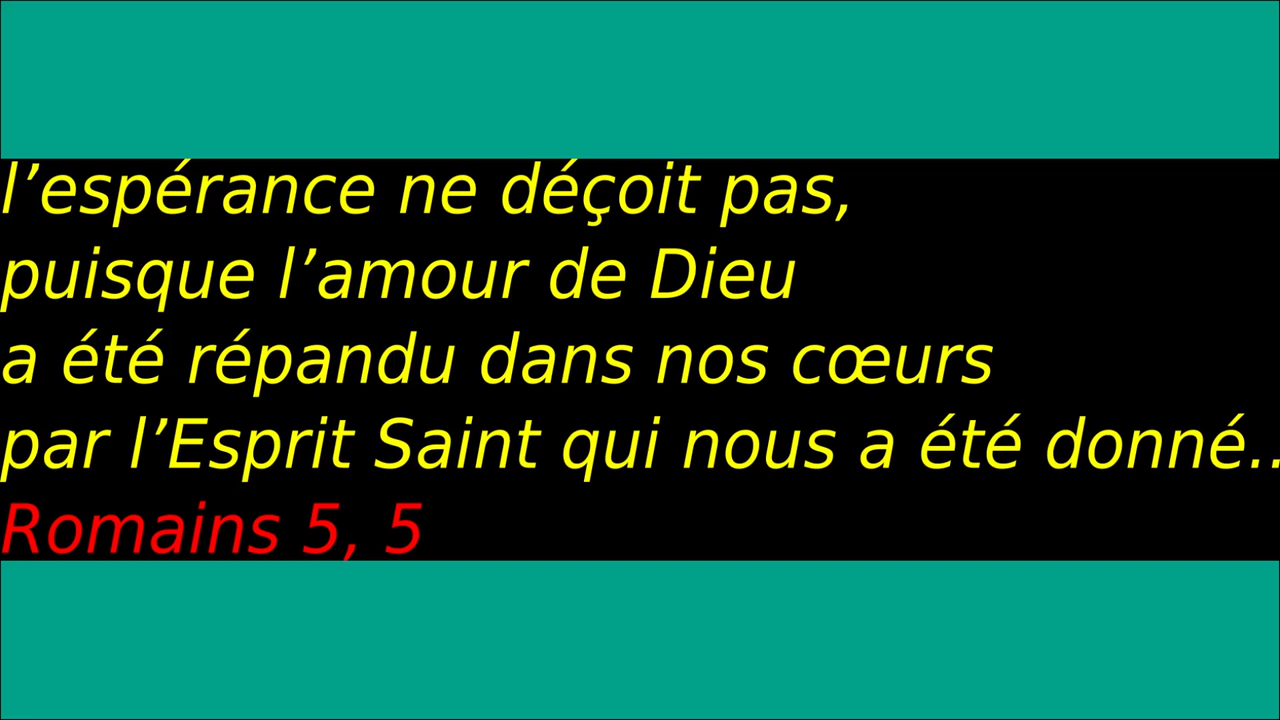 l’espérance ne déçoit pas,
puisque l’amour de Dieu
a été répandu dans nos cœurs
par l’Esprit Saint qui nous a été donné..
Romains 5, 5